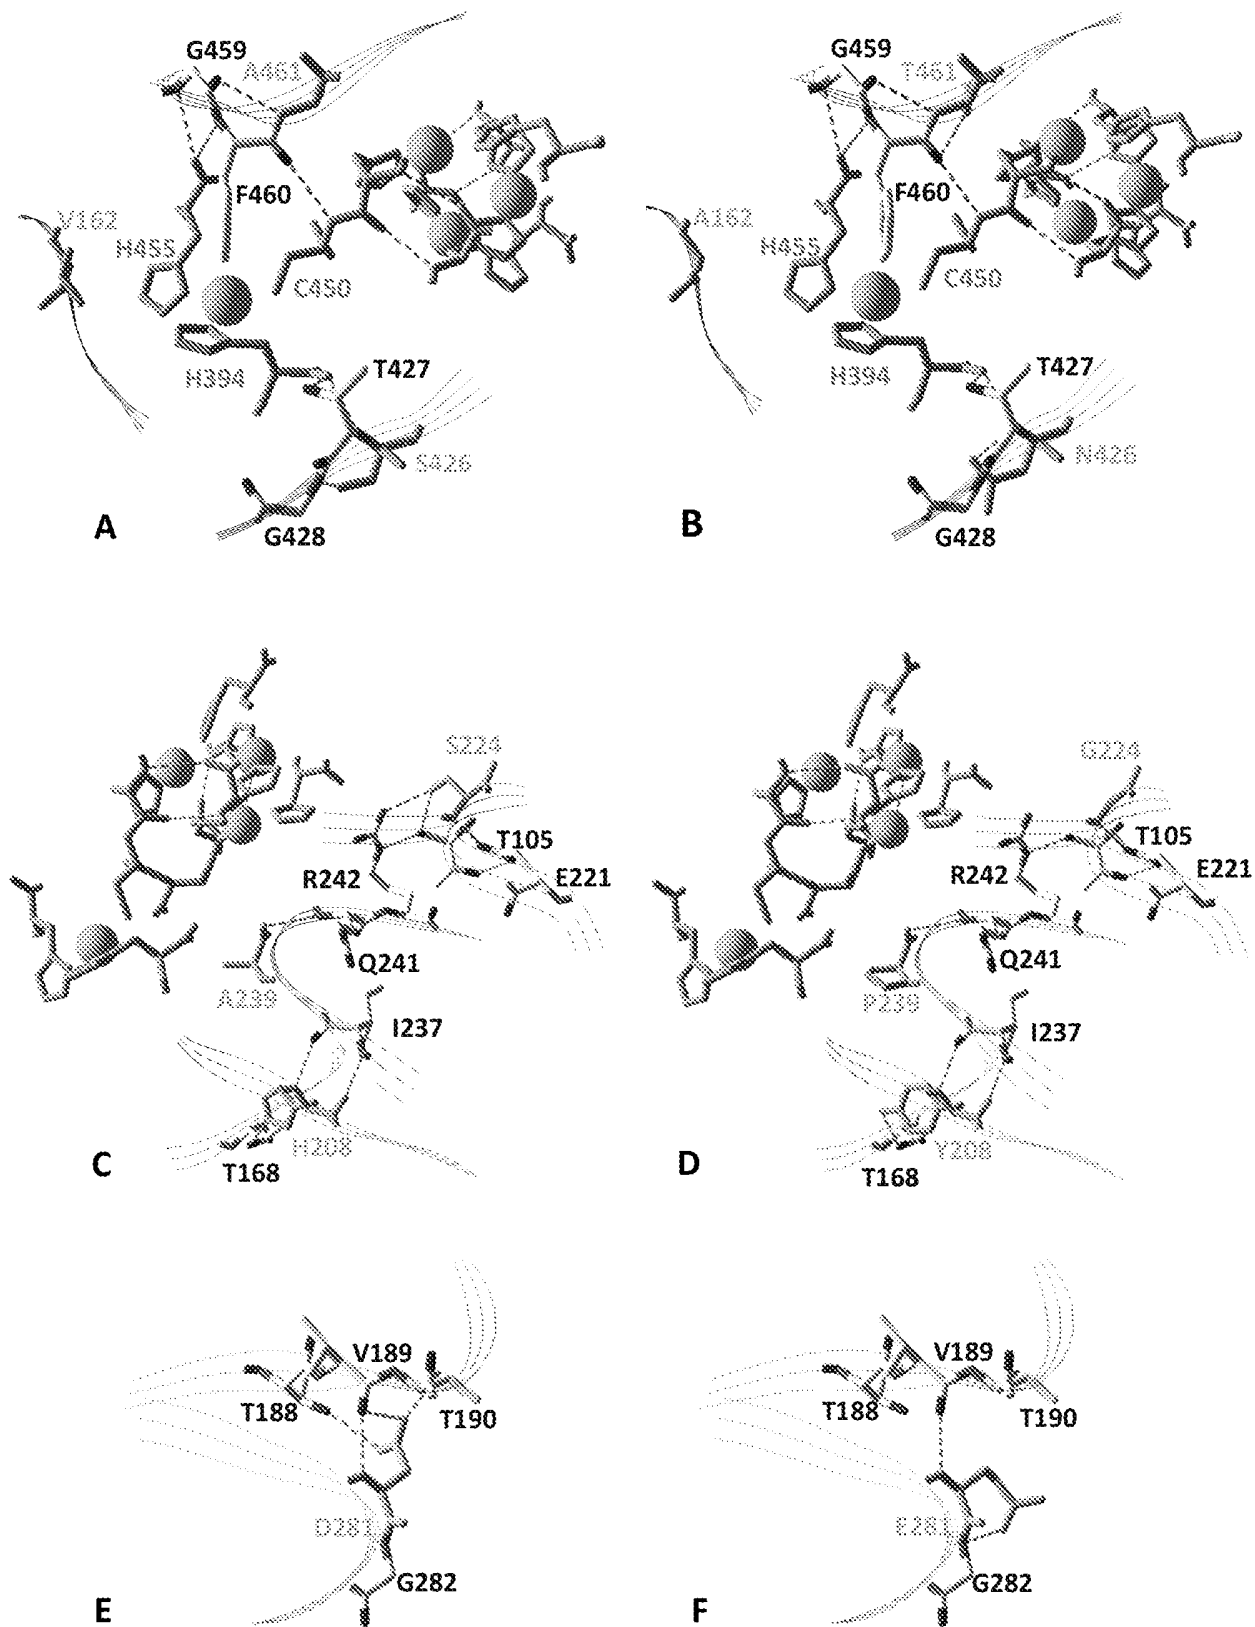 G459
A461
F460
V162
H455
C450
H394
T427
S426
G428
A
G459
T461
F460
A162
H455
C450
H394
T427
N426
G428
B
S224
T105
R242
E221
Q241
A239
I237
H208
T168
C
G224
T105
R242
E221
Q241
P239
I237
Y208
T168
D
V189
T188
T190
D281
G282
E
V189
T188
T190
E281
G282
F